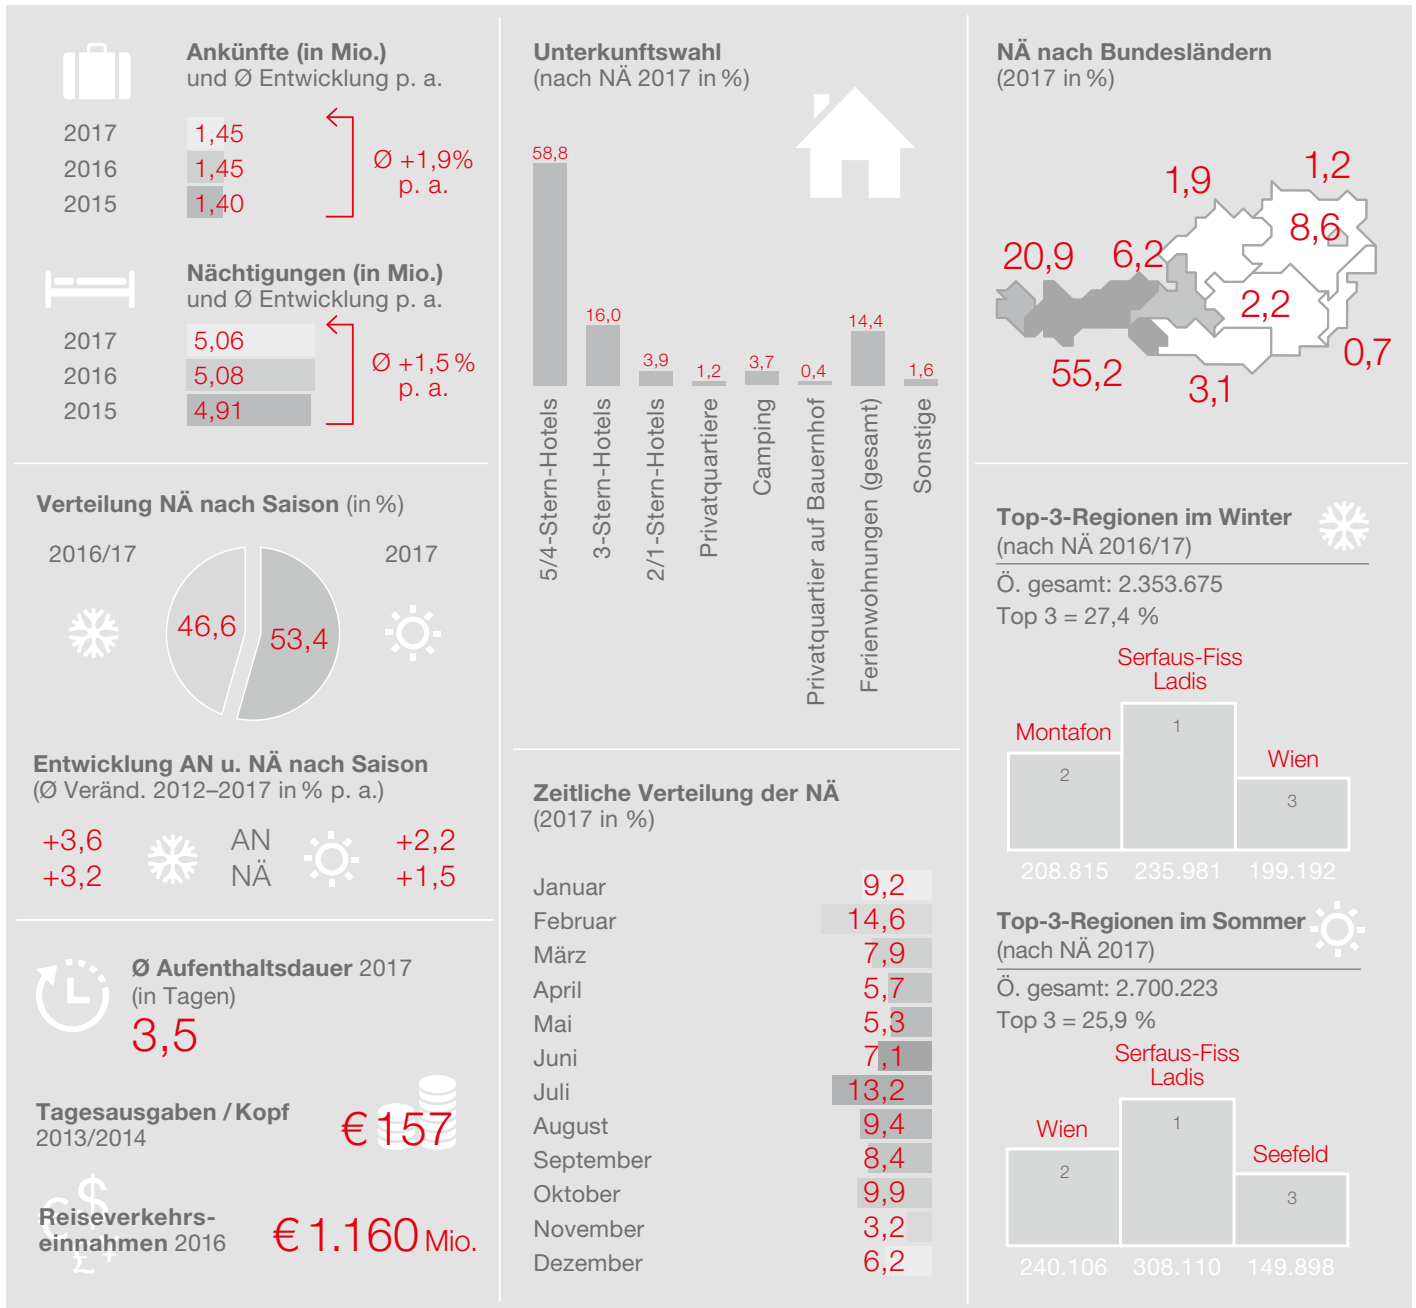 Ankünfte (in Mio.)
und Ø Entwicklung p. a.
2017 1,45
2016 1,45
2015 1,40
Ø +1,9%
p. a.
Nächtigungen (in Mio.)
und Ø Entwicklung p. a.
2017 5,06
2016 5,08
2015 4,91
Ø +1,5 %
p. a.
Verteilung NÄ nach Saison (in %)
2016/17 2017
46,6 53,4
Entwicklung AN u. NÄ nach Saison
(Ø Veränd. 2012–2017 in % p. a.)
+3,6 AN +2,2
+3,2 NÄ +1,5
Ø Aufenthaltsdauer 2017
(in Tagen)
3,5
Tagesausgaben / Kopf
2013/2014
€ 157
Reiseverkehrs-
einnahmen 2016
€ 1.160 Mio.
Unterkunftswahl
(nach NÄ 2017 in %)
58,8
16,0
3,9
1,2
3,7
0,4
14,4
1,6
5/4-Stern-Hotels
3-Stern-Hotels
2/1-Stern-Hotels
Privatquartiere
Camping
Privatquartier auf Bauernhof
Ferienwohnungen (gesamt)
Sonstige
Zeitliche Verteilung der NÄ
(2017 in %)
Januar 9,2
Februar 14,6
März 7,9
April 5,7
Mai 5,3
Juni 7,1
Juli 13,2
August 9,4
September 8,4
Oktober 9,9
November 3,2
Dezember 6,2
NÄ nach Bundesländern
(2017 in %)
1,2
1,9
8,6
20,9 6,2
2,2
0,7
55,2
3,1
Top-3-Regionen im Winter
(nach NÄ 2016/17)
Ö. gesamt: 2.353.675
Top 3 = 27,4 %
Serfaus-Fiss
Ladis
Montafon
1
Wien
2
3
208.815 235.981 199.192
Top-3-Regionen im Sommer
(nach NÄ 2017)
Ö. gesamt: 2.700.223
Top 3 = 25,9 %
Serfaus-Fiss
Ladis
Wien
1
Seefeld
2
3
240.106 308.110 149.898